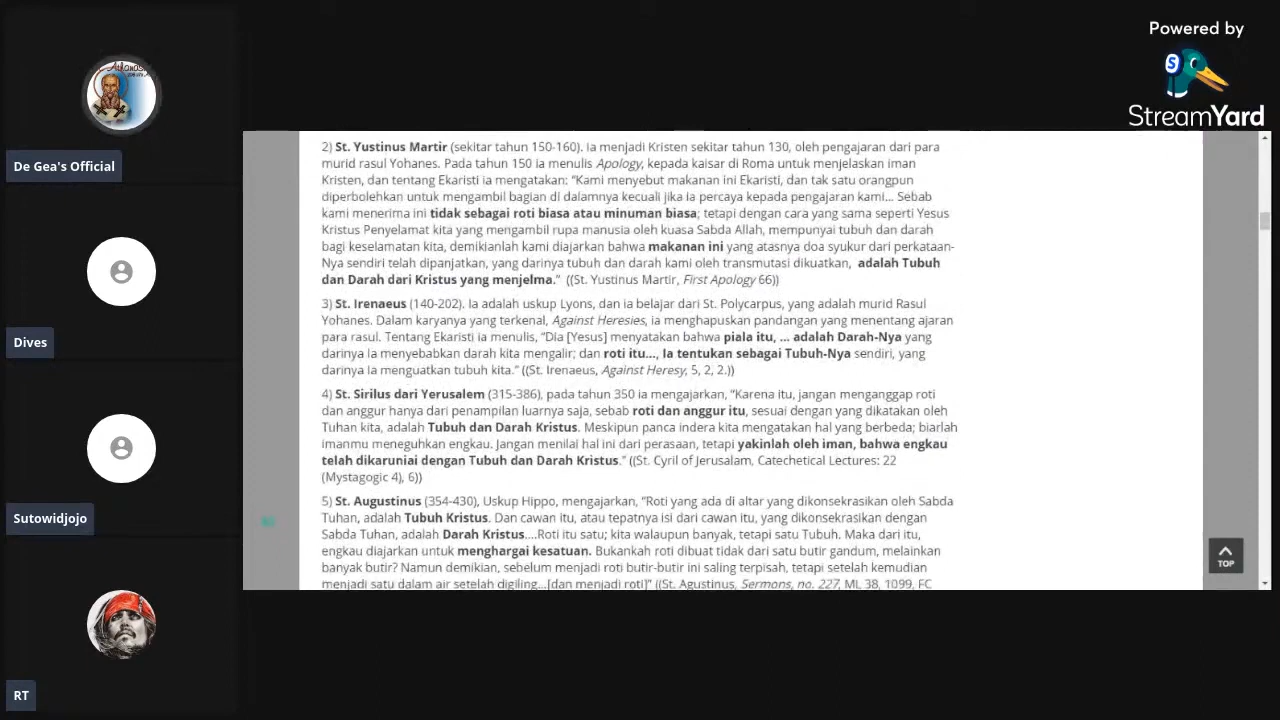 Powered by
StreamYard
De Gea's Official
Dives
Sutowidjojo
RT
2) St. Yustinus Martir (sekitar tahun 150-160). Ia menjadi Kristen sekitar tahun 130, oleh pengajaran dari para
murid rasul Yohanes. Pada tahun 150 ia menulis Apology, kepada kaisar di Roma untuk menjelaskan iman
Kristen, dan tentang Ekaristi ia mengatakan: “Kami menyebut makanan ini Ekaristi, dan tak satu orangpun
diperbolehkan untuk mengambil bagian di dalamnya kecuali jika ia percaya kepada pengajaran kami... Sebab
kami menerima ini tidak sebagai roti biasa atau minuman biasa; tetapi dengan cara yang sama seperti Yesus
Kristus Penyelamat kita yang mengambil rupa manusia oleh kuasa Sabda Allah, mempunyai tubuh dan darah
bagi keselamatan kita, demikianlah kami diajarkan bahwa makanan ini yang atasnya doa syukur dari perkataan-
Nya sendiri telah dipanjatkan, yang darinya tubuh dan darah kami oleh transmutasi dikuatkan, adalah Tubuh
dan Darah dari Kristus yang menjelma.” ((St. Yustinus Martir, First Apology 66))
3) St. Irenaeus (140-202). Ia adalah uskup Lyons, dan ia belajar dari St. Polycarpus, yang adalah murid Rasul
Yohanes. Dalam karyanya yang terkenal, Against Heresies, ia menghapuskan pandangan yang menentang ajaran
para rasul. Tentang Ekaristi ia menulis, “Dia [Yesus] menyatakan bahwa piala itu, ... adalah Darah-Nya yang
darinya Ia menyebabkan darah kita mengalir; dan roti itu..., Ia tentukan sebagai Tubuh-Nya sendiri, yang
darinya Ia menguatkan tubuh kita.” ((St. Irenaeus, Against Heresy, 5, 2, 2.))
4) St. Sirilus dari Yerusalem (315-386), pada tahun 350 ia mengajarkan, “Karena itu, jangan menganggap roti
dan anggur hanya dari penampilan luarnya saja, sebab roti dan anggur itu, sesuai dengan yang dikatakan oleh
Tuhan kita, adalah Tubuh dan Darah Kristus. Meskipun panca indera kita mengatakan hal yang berbeda; biarlah
imanmu meneguhkan engkau. Jangan menilai hal ini dari perasaan, tetapi yakinlah oleh iman, bahwa engkau
telah dikaruniai dengan Tubuh dan Darah Kristus.” ((St. Cyril of Jerusalem, Catechetical Lectures: 22
(Mystagogic 4), 6))
5) St. Augustinus (354-430), Uskup Hippo, mengajarkan, “Roti yang ada di altar yang dikonsekrasikan oleh Sabda
Tuhan, adalah Tubuh Kristus. Dan cawan itu, atau tepatnya isi dari cawan itu, yang dikonsekrasikan dengan
Sabda Tuhan, adalah Darah Kristus....Roti itu satu; kita walaupun banyak, tetapi satu Tubuh. Maka dari itu,
engkau diajarkan untuk menghargai kesatuan. Bukankah roti dibuat tidak dari satu butir gandum, melainkan
banyak butir? Namun demikian, sebelum menjadi roti butir-butir ini saling terpisah, tetapi setelah kemudian
menjadi satu dalam air setelah digiling...[dan menjadi roti]” ((St. Agustinus, Sermons, no. 227, ML 38, 1099, FC
TOP